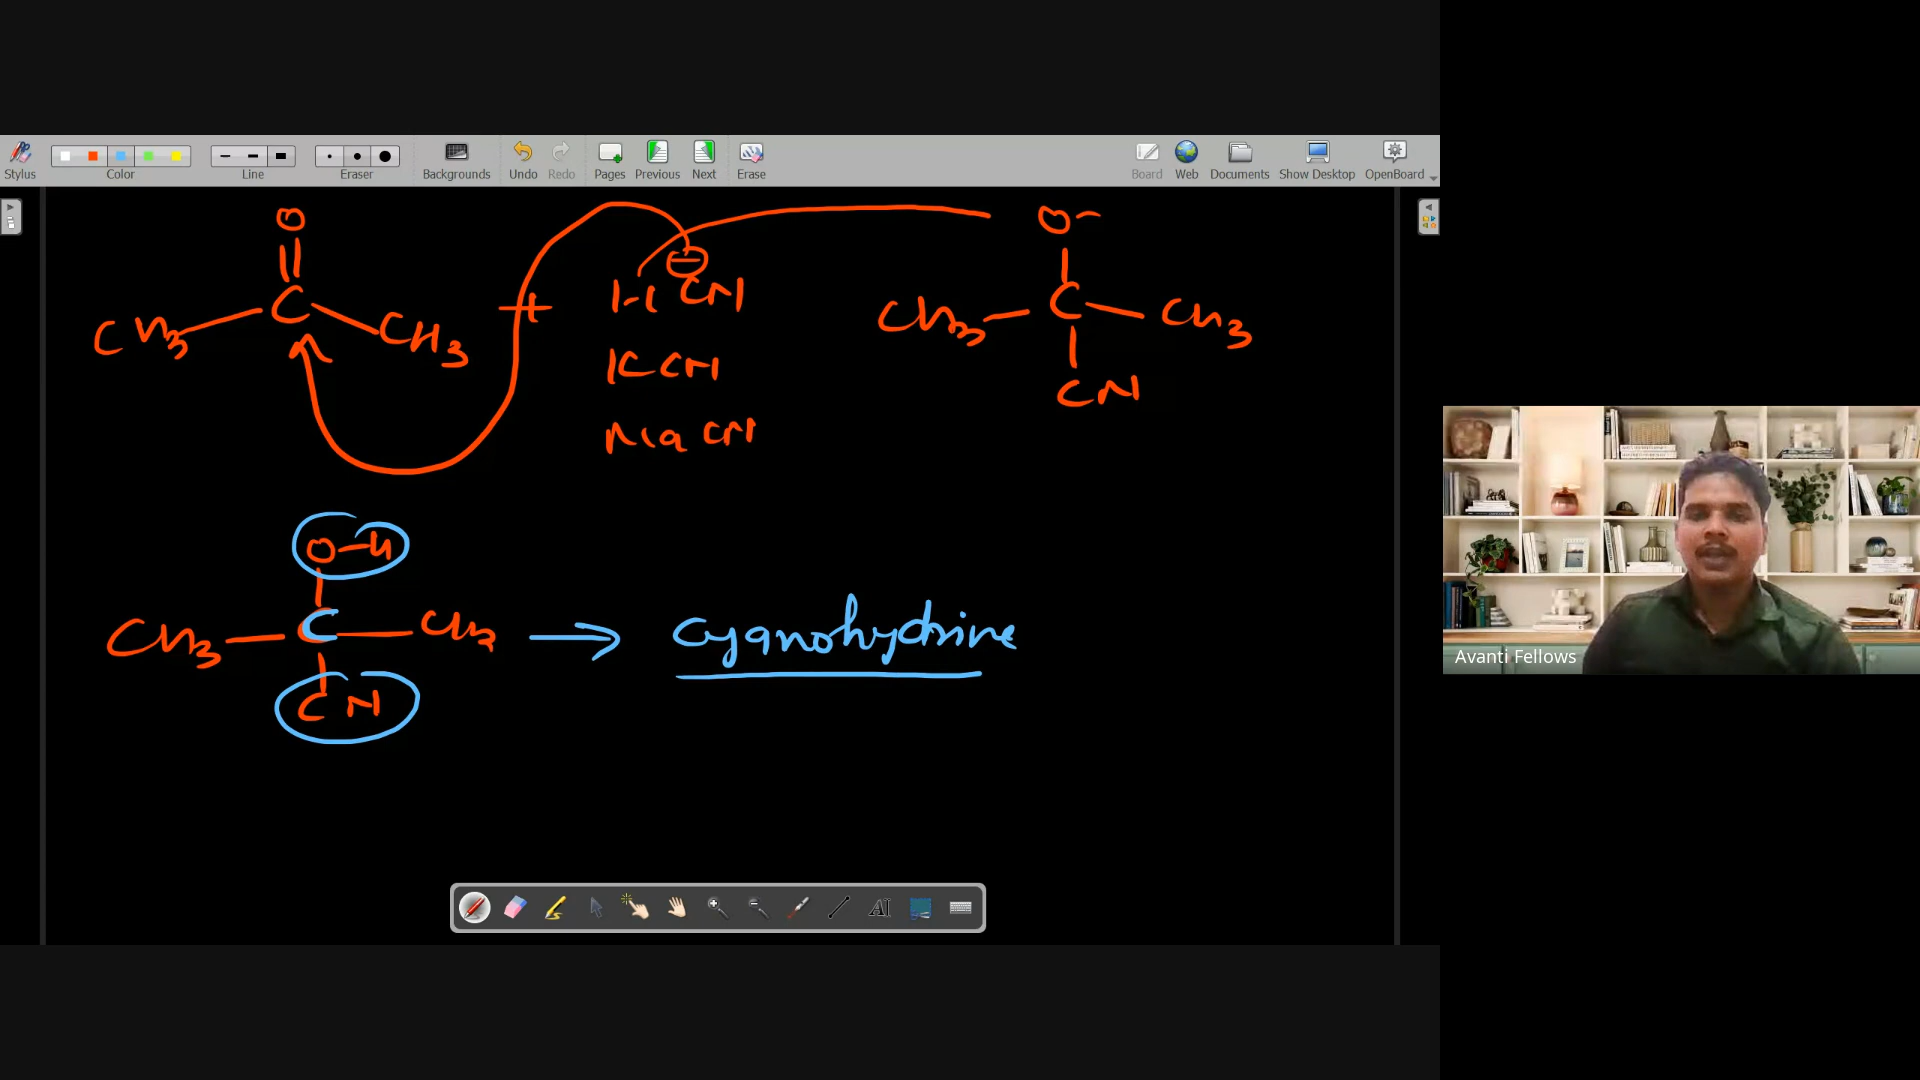 Stylus Color Line Eraser Backgrounds Undo Redo Pages Previous Next Erase Board Web Documents Show Desktop OpenBoard
O
||
CH3 C CH3 + H CN ⊖
KCN
NaCN
O-
|
CH3 - C - CH3
|
CN
O-H
|
CH3 - C - CH3 → Cyanohydrine
|
CN
AI
Avanti Fellows